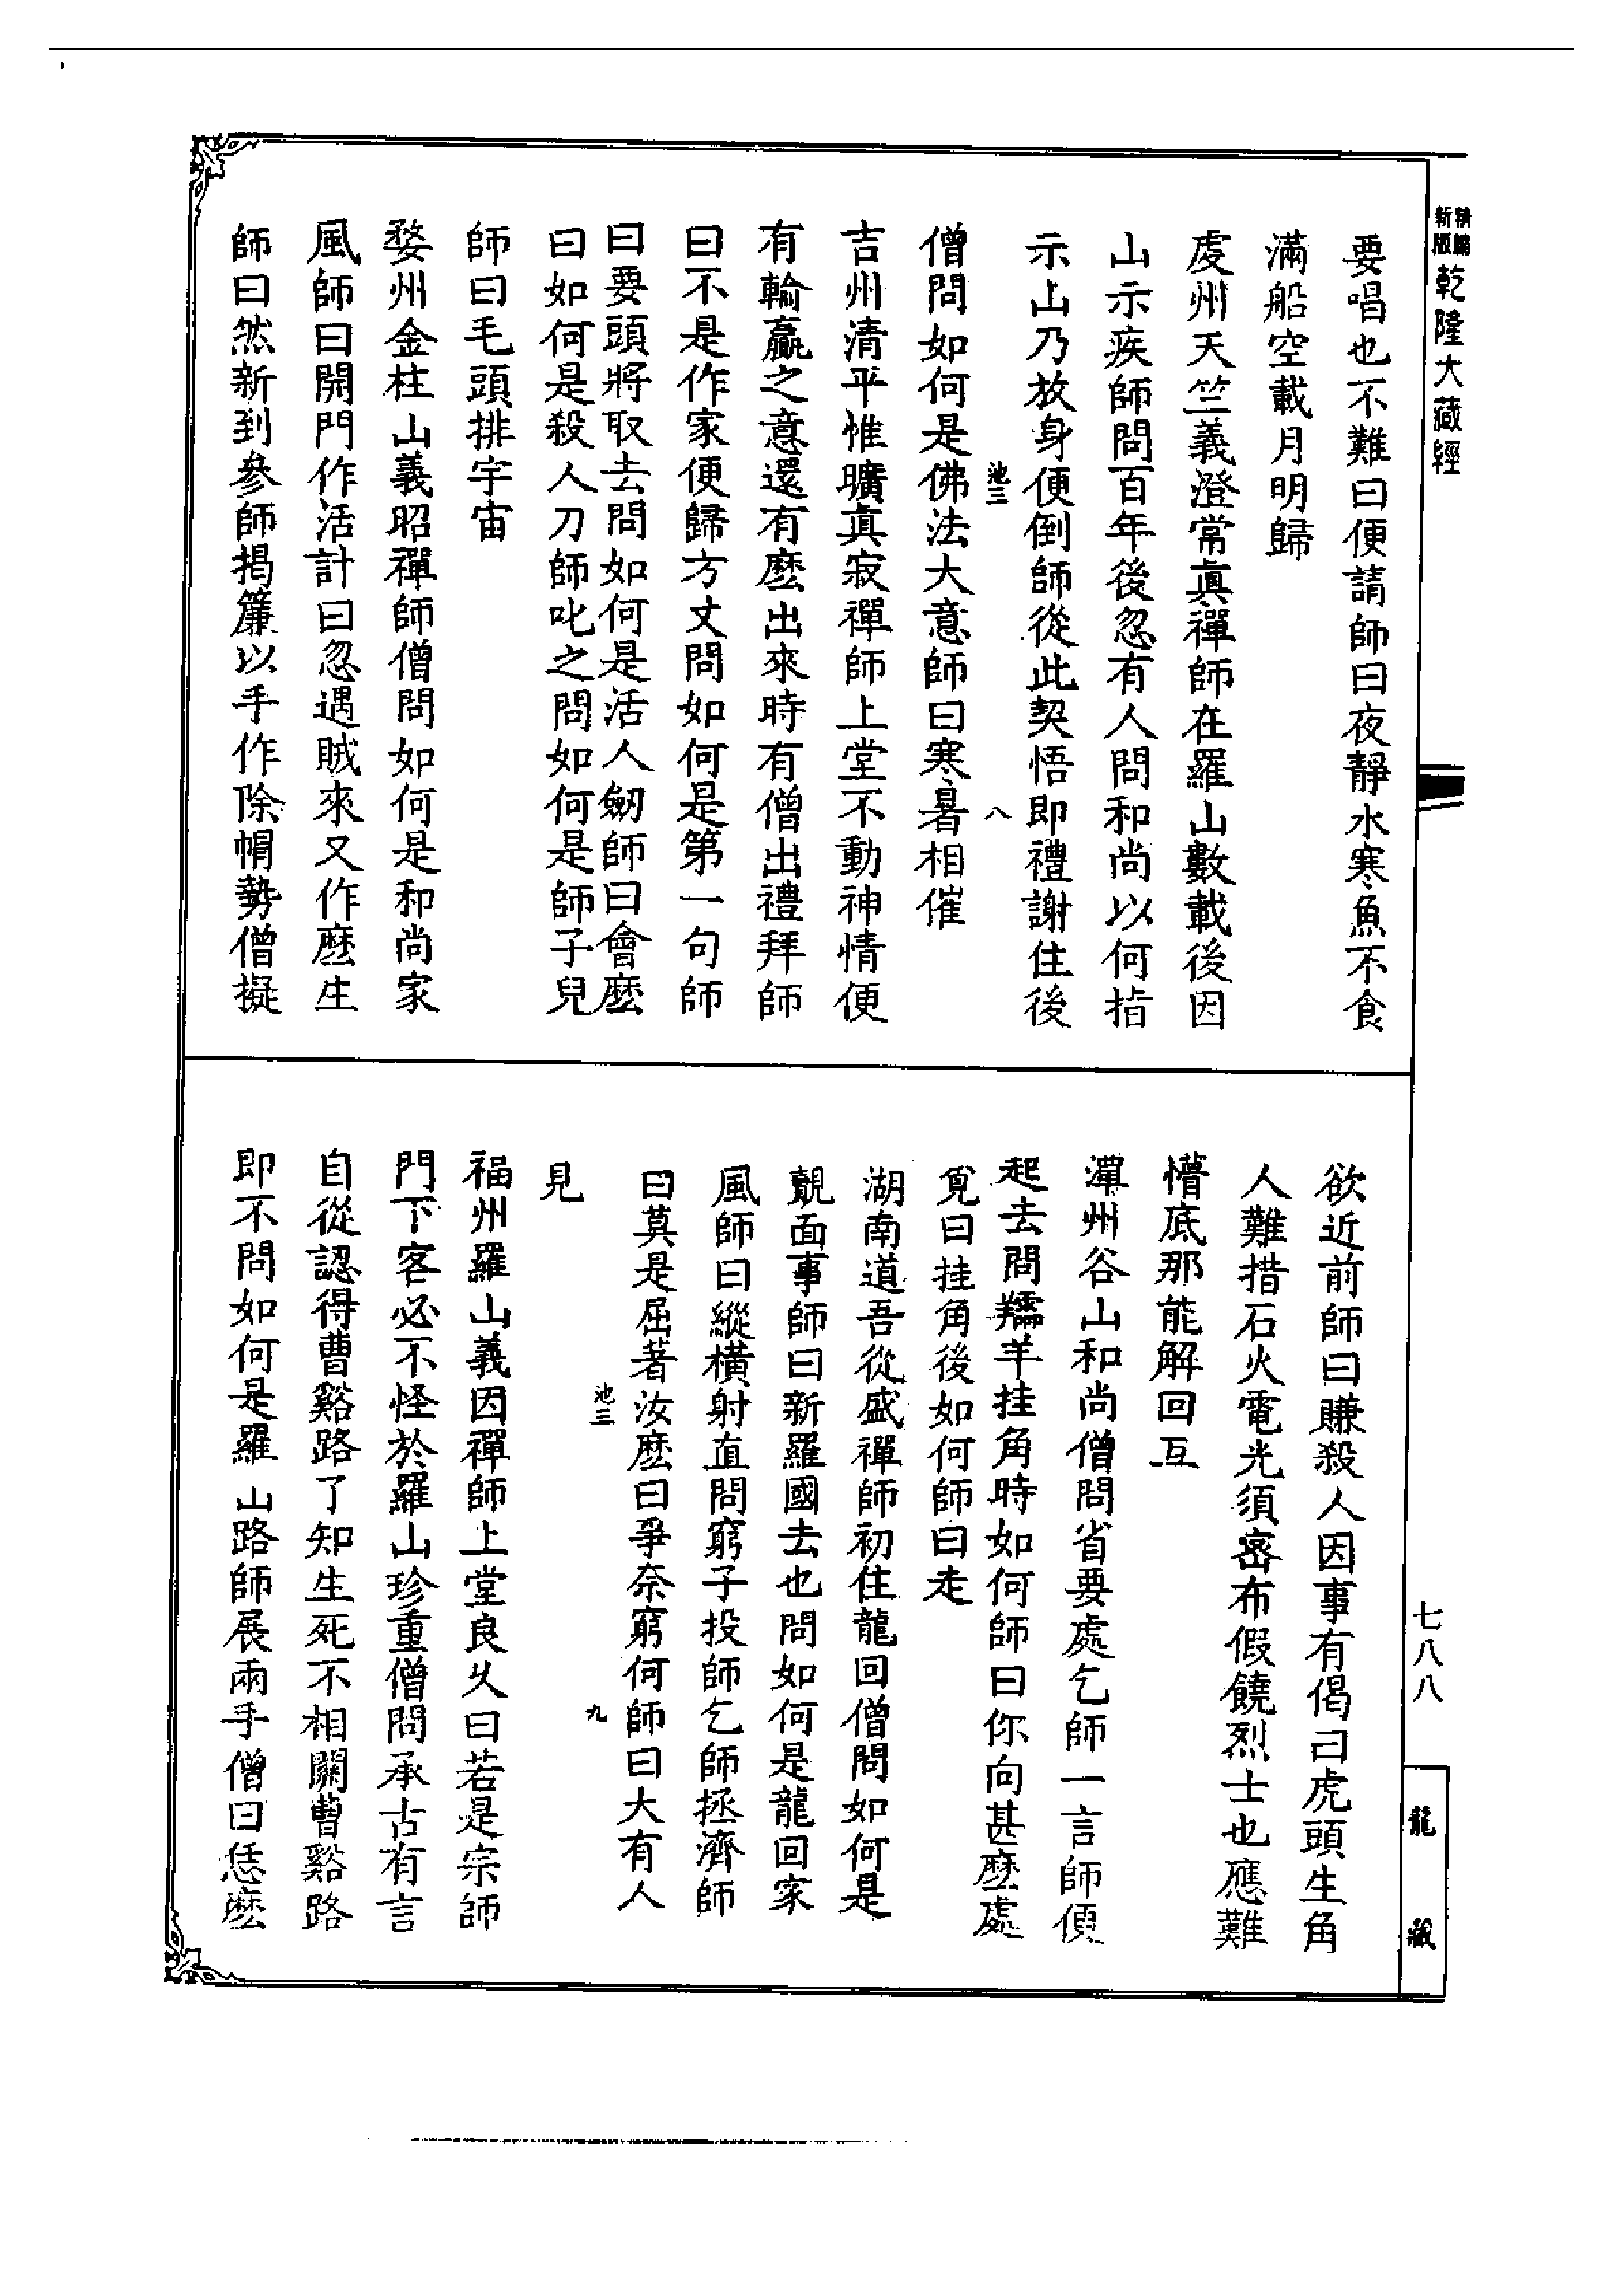 精編
新版
乾隆大藏經
要唱也不難曰便請師曰夜靜水寒魚不食
滿船空載月明歸
虔州天竺義澄常真禪師在羅山數載後因
山示疾師問百年後忽有人問和尚以何指
示山乃放身便倒師從此契悟即禮謝住後
池三
八
僧問如何是佛法大意師曰寒暑相催
吉州清平惟曠真寂禪師上堂不動神情便
有輸贏之意還有麼出來時有僧出禮拜師
曰不是作家便歸方丈問如何是第一句師
曰要頭將取去問如何是活人劒師曰會麼
曰如何是殺人刀師叱之問如何是師子兒
師曰毛頭排宇宙
婺州金柱山義昭禪師僧問如何是和尚家
風師曰開門作活計曰忽遇賊來又作麼生
師曰然新到參師揭簾以手作除帽勢僧擬
欲近前師曰賺殺人因事有偈曰虎頭生角
人難措石火電光須密布假饒烈士也應難
懵底那能解回互
潭州谷山和尚僧問省要處乞師一言師便
起去問羺羊挂角時如何師曰你向甚麼處
覓曰挂角後如何師曰走
湖南道吾從盛禪師初住龍回僧問如何是
覿面事師曰新羅國去也問如何是龍回家
風師曰縱橫射直問窮子投師乞師拯濟師
曰莫是屈著汝麼曰爭奈窮何師曰大有人
池三
九
見
福州羅山義因禪師上堂良久曰若是宗師
門下客必不怪於羅山珍重僧問承古有言
自從認得曹谿路了知生死不相關曹谿路
即不問如何是羅山路師展兩手僧曰恁麼
七八八
龍藏